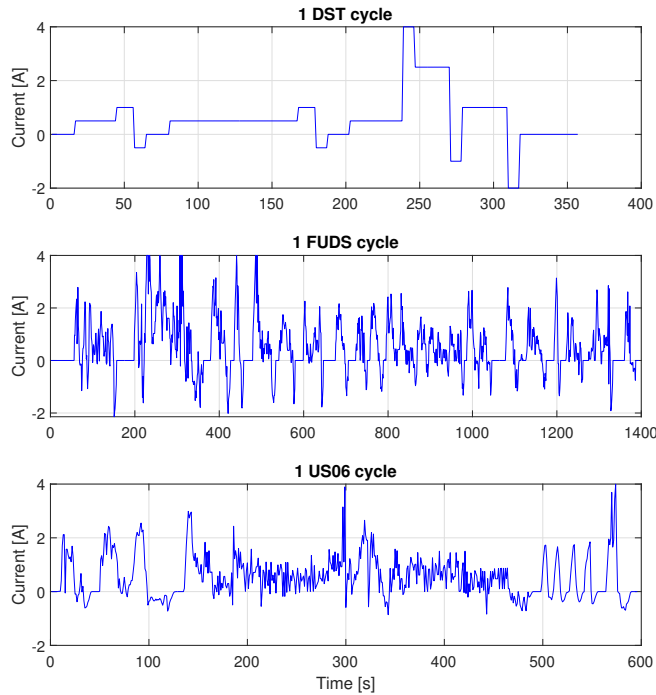 1 DST cycle
4
2
0
-2
Current [A]
0 50 100 150 200 250 300 350 400
1 FUDS cycle
4
2
0
-2
Current [A]
0 200 400 600 800 1000 1200 1400
1 US06 cycle
4
2
0
-2
Current [A]
0 100 200 300 400 500 600
Time [s]